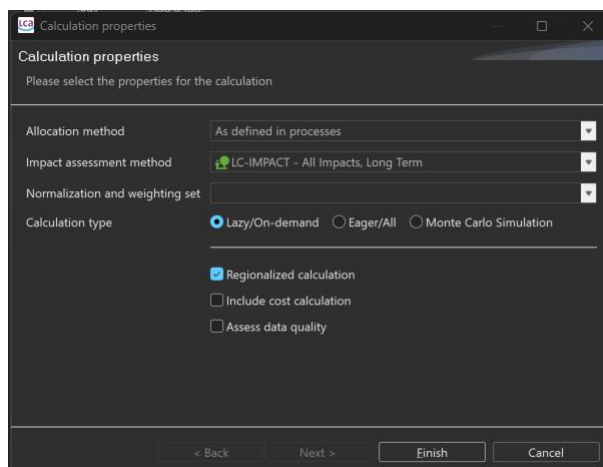 LCA Calculation properties
Calculation properties
Please select the properties for the calculation
Allocation method As defined in processes
Impact assessment method LC-IMPACT - All Impacts, Long Term
Normalization and weighting set
Calculation type Lazy/On-demand Eager/All Monte Carlo Simulation
Regionalized calculation
Include cost calculation
Assess data quality
< Back Next > Finish Cancel